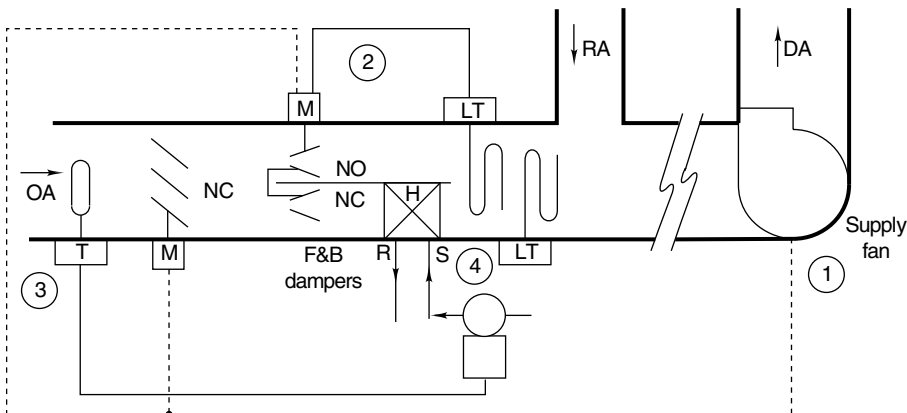 RA
DA
2
M
LT
OA
NC
NO
NC
H
T
M
F&B
dampers
R
S
4
LT
Supply
fan
3
1